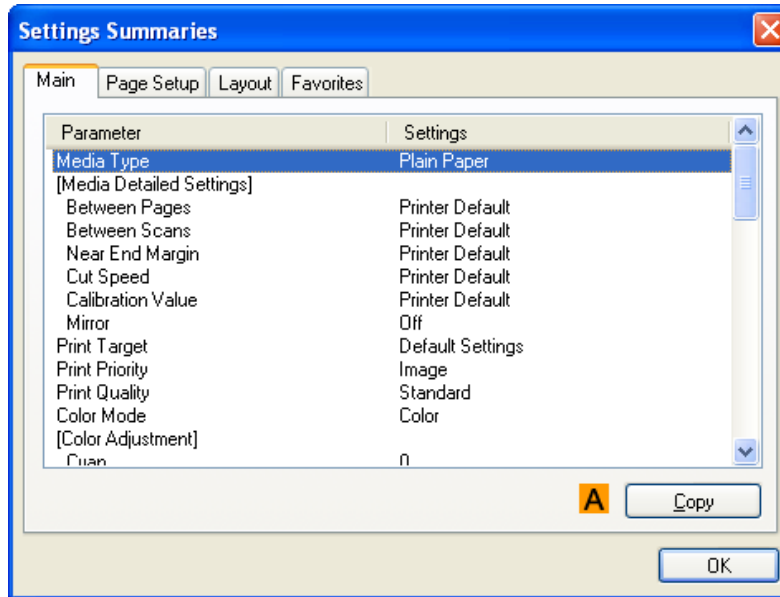 Settings Summaries
Main Page Setup Layout Favorites
Parameter Settings
Media Type Plain Paper
[Media Detailed Settings]
Between Pages Printer Default
Between Scans Printer Default
Near End Margin Printer Default
Cut Speed Printer Default
Calibration Value Printer Default
Mirror Off
Print Target Default Settings
Print Priority Image
Print Quality Standard
Color Mode Color
[Color Adjustment]
Cyan 0
A Copy
OK